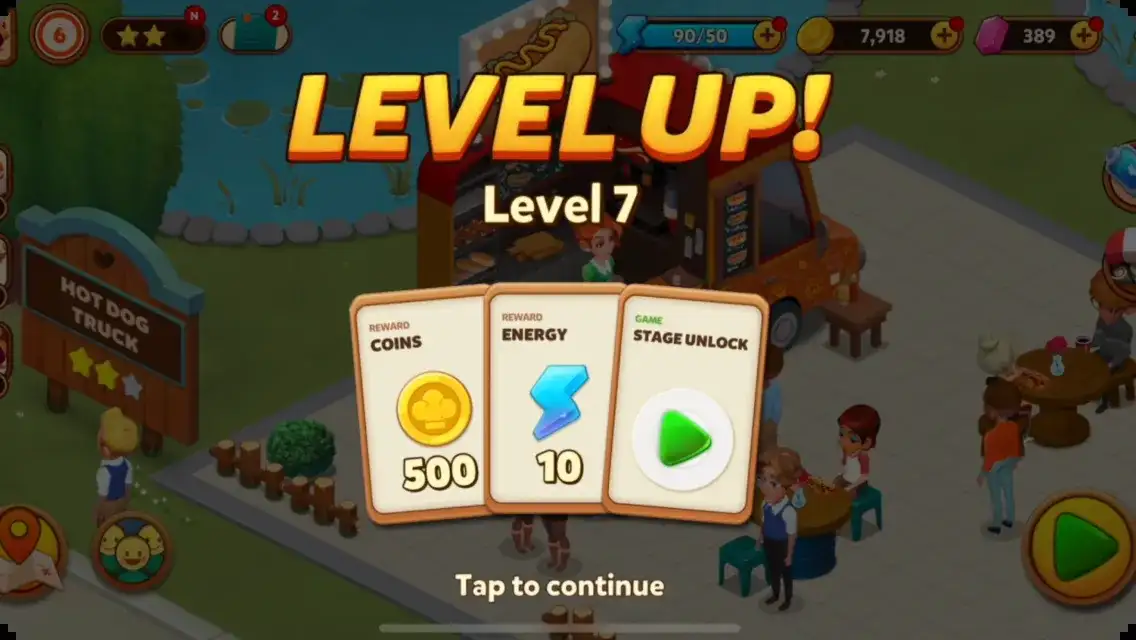 6
N
2
90/50
7,918
389
LEVEL UP!
Level 7
HOT DOG
TRUCK
REWARD
COINS
500
REWARD
ENERGY
10
GAME
STAGE UNLOCK
Tap to continue